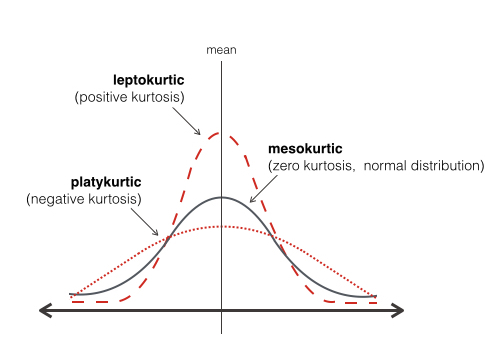 mean
leptokurtic
(positive kurtosis)
mesokurtic
(zero kurtosis, normal distribution)
platykurtic
(negative kurtosis)